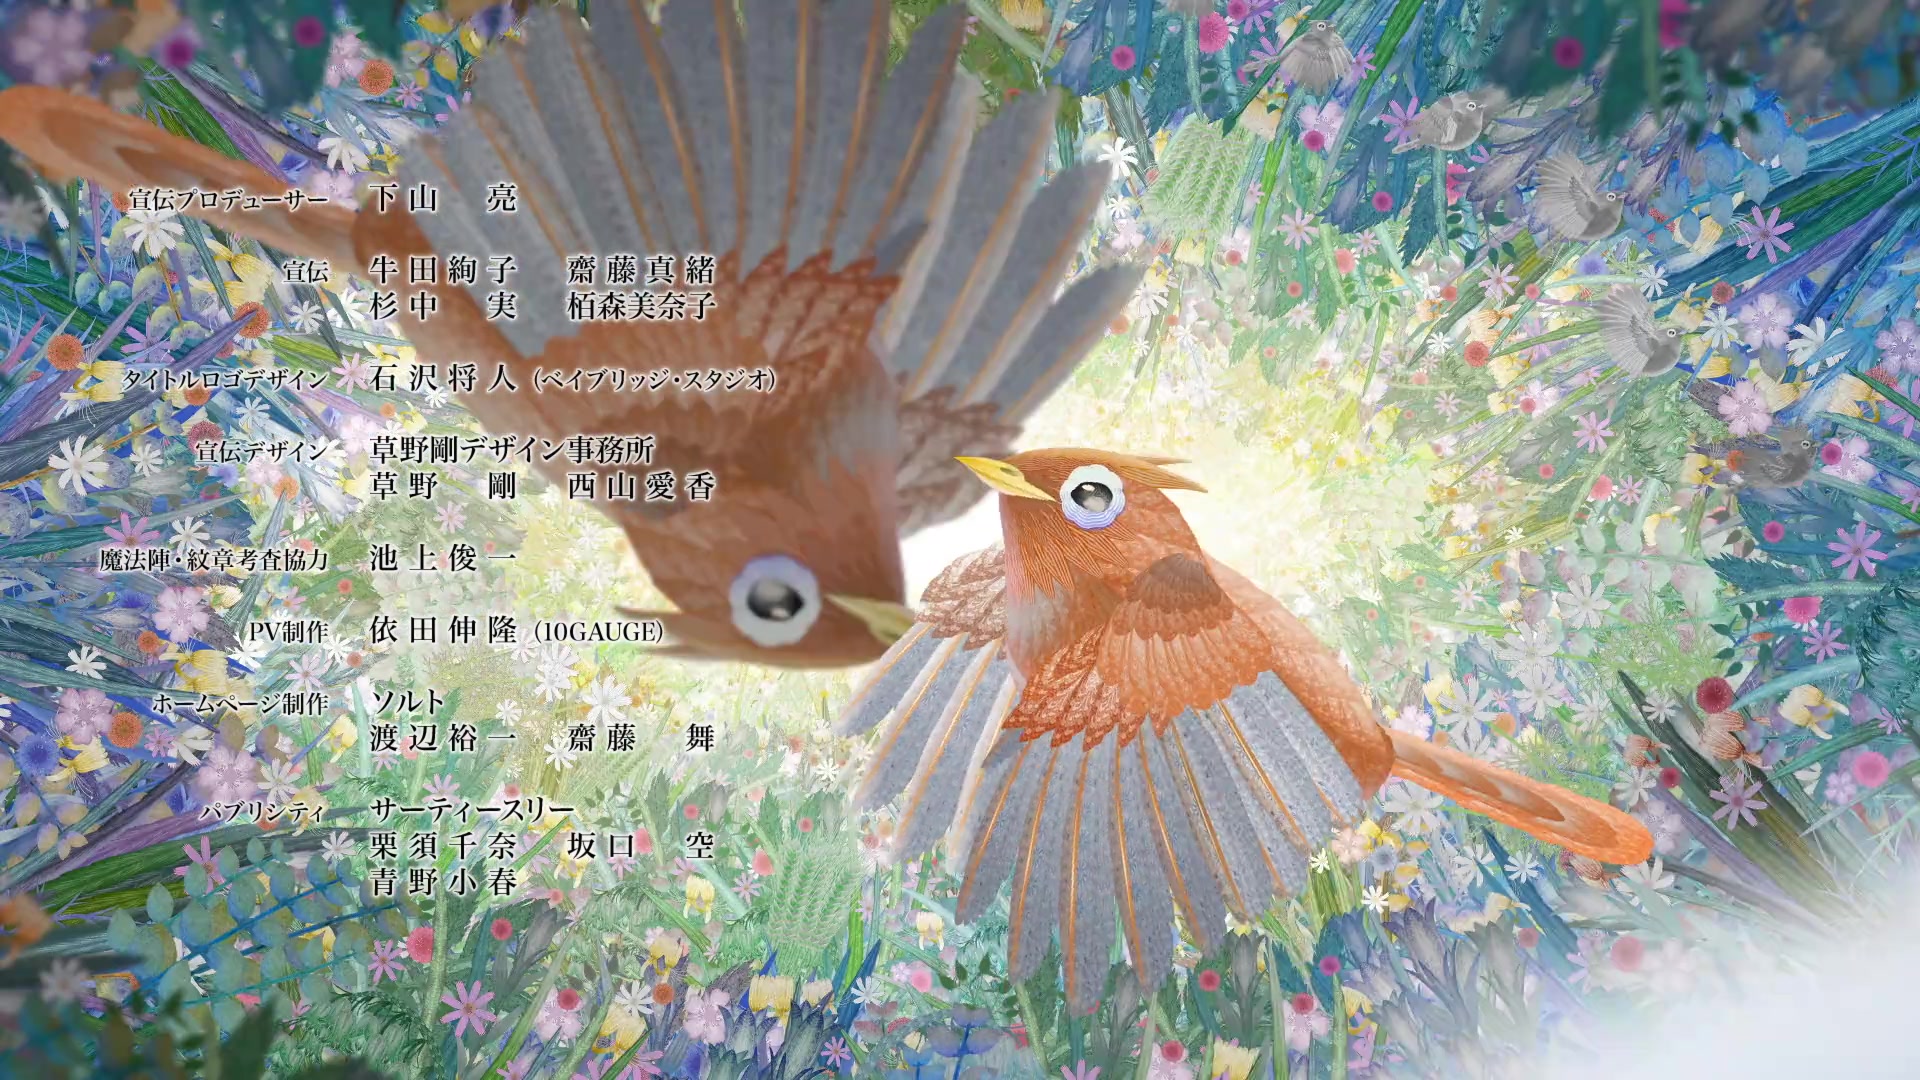 宣伝プロデューサー 下山 亮
宣伝 牛田絢子 齋藤真緒
杉中 実 栢森美奈子
タイトルロゴデザイン 石沢将人 (ベイブリッジ・スタジオ)
宣伝デザイン 草野剛デザイン事務所
草野 剛 西山愛香
魔法陣・紋章考査協力 池上俊一
PV制作 依田伸隆 (10GAUGE)
ホームページ制作 ソルト
渡辺裕一 齋藤 舞
パブリシティ サーティースリー
栗須千奈 坂口 空
青野小春